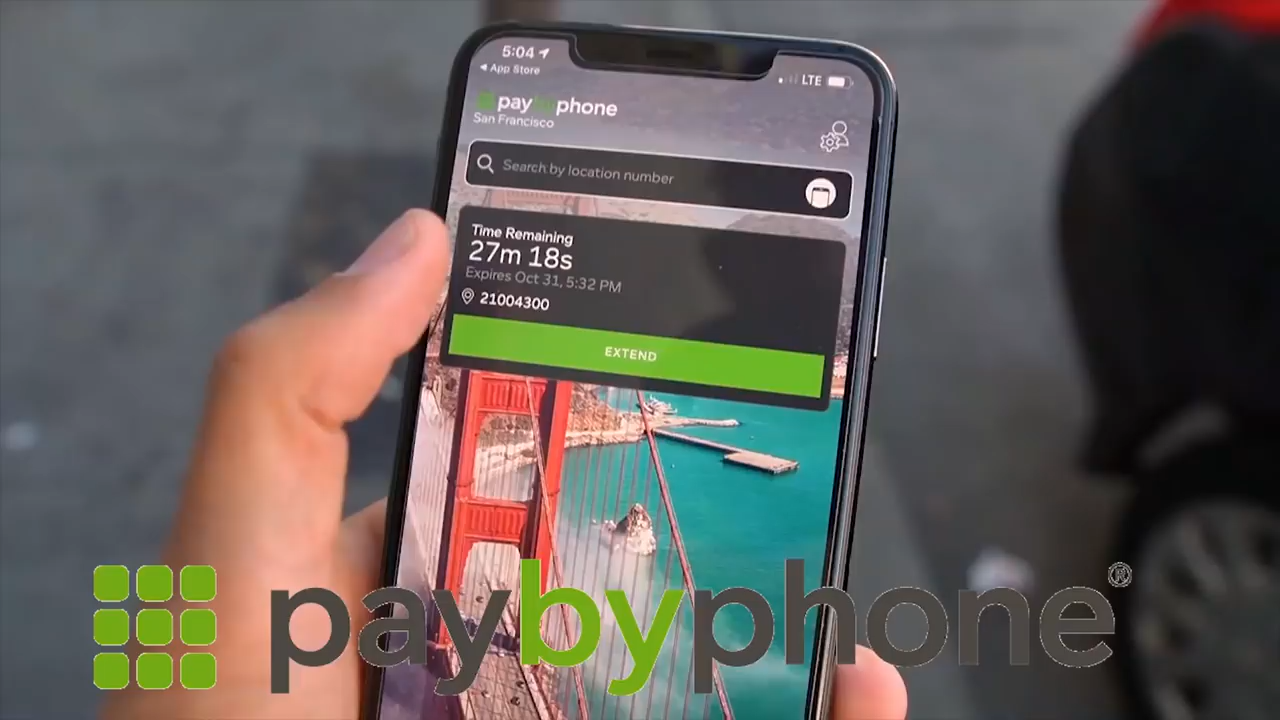 5:04
App Store
LTE
paybyphone
San Francisco
Search by location number
Time Remaining
27m 18s
Expires Oct 31, 5:32 PM
21004300
EXTEND
paybyphone®